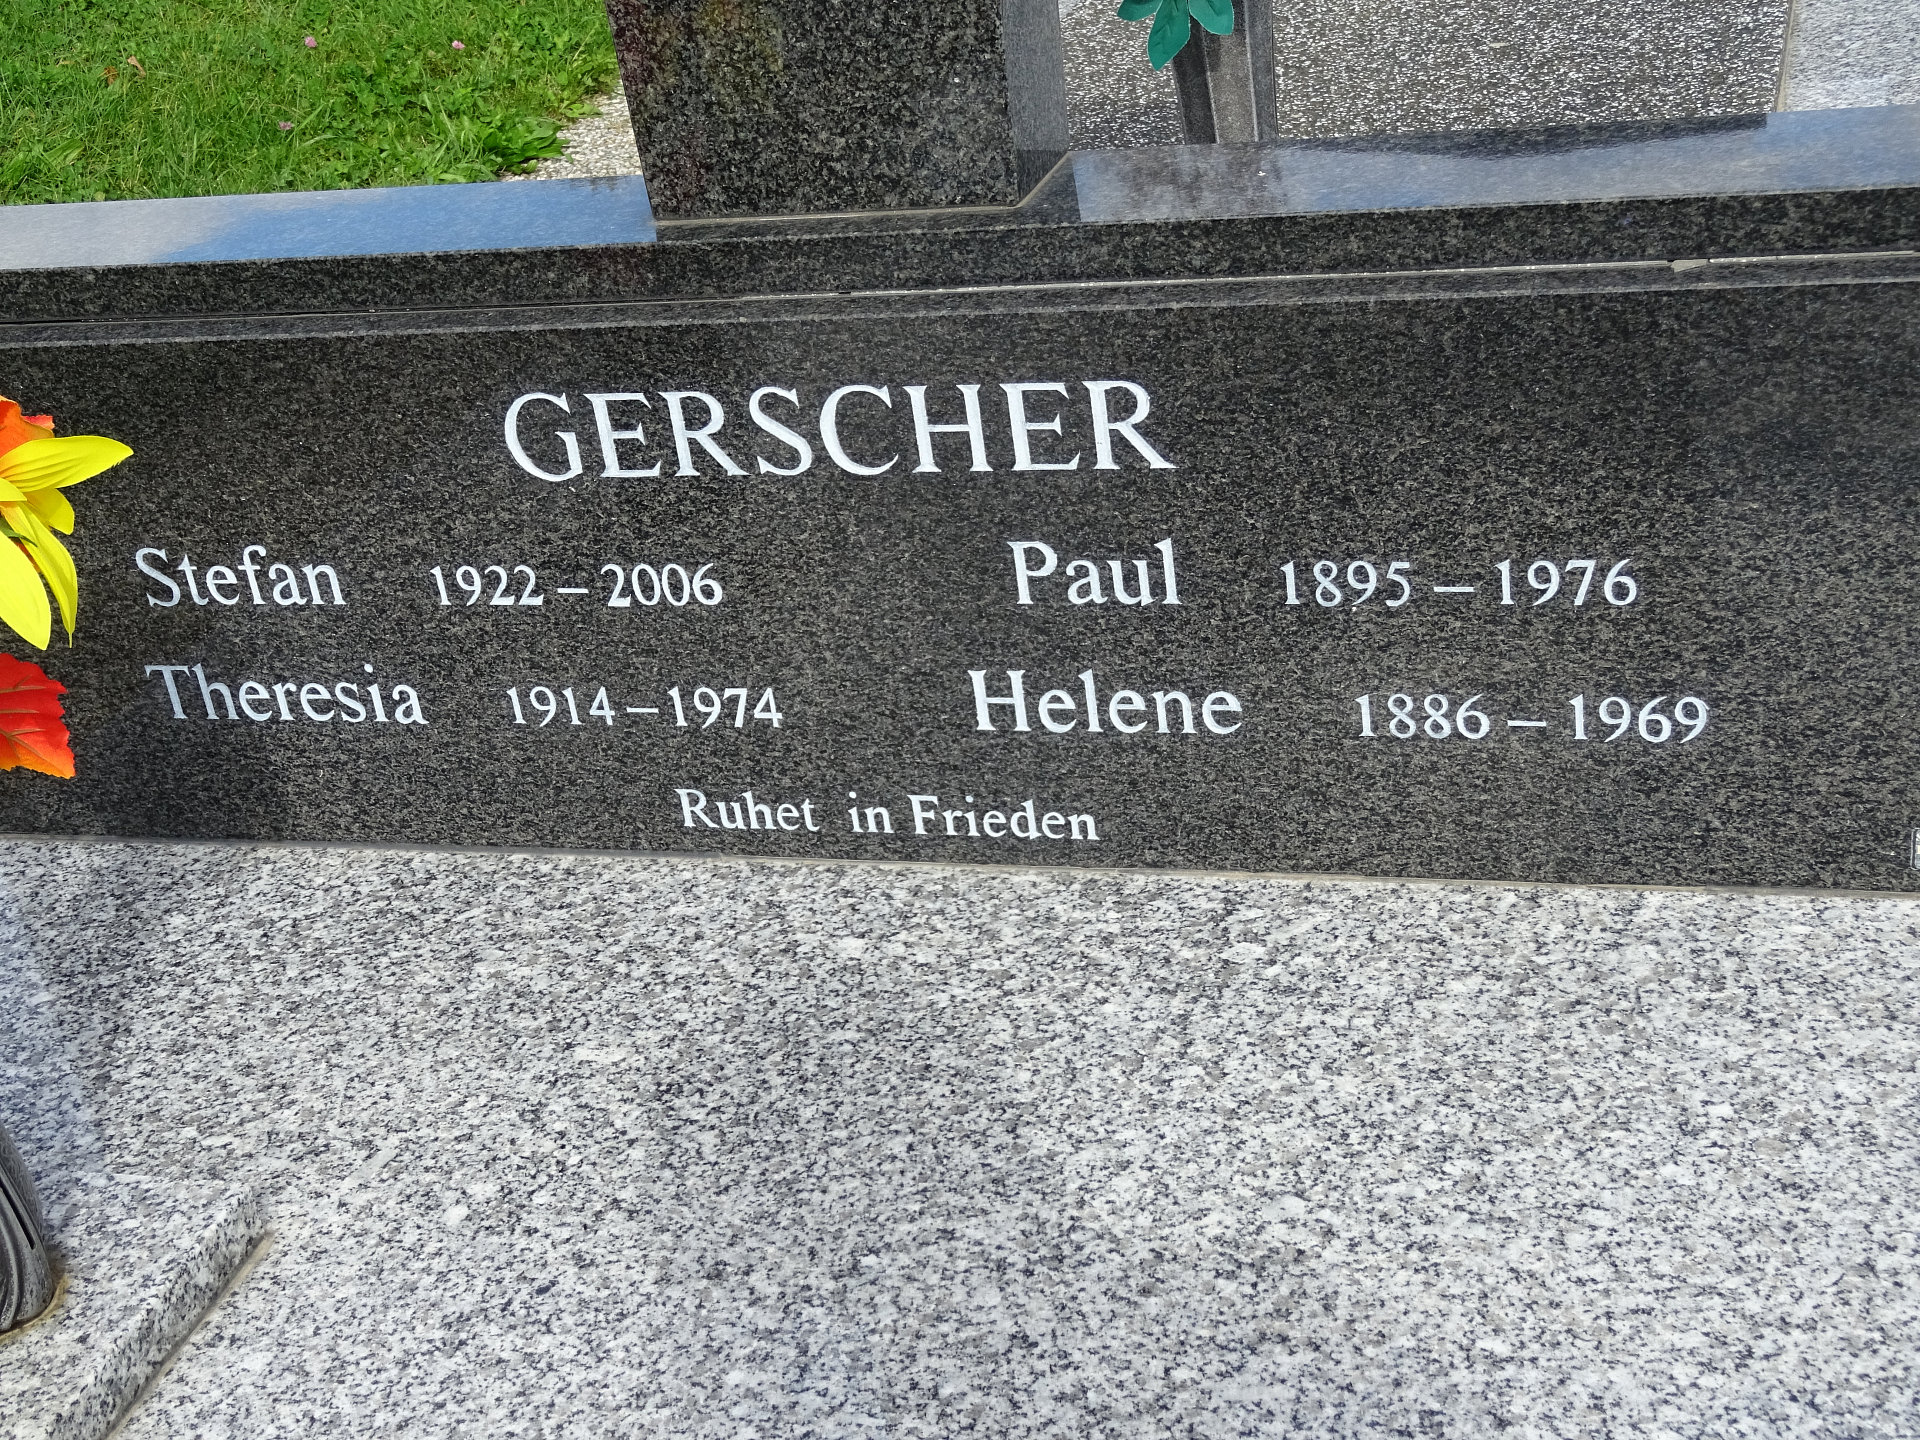 GERSCHER
Stefan 1922 – 2006 Paul 1895 – 1976
Theresia 1914 – 1974 Helene 1886 – 1969
Ruhet in Frieden